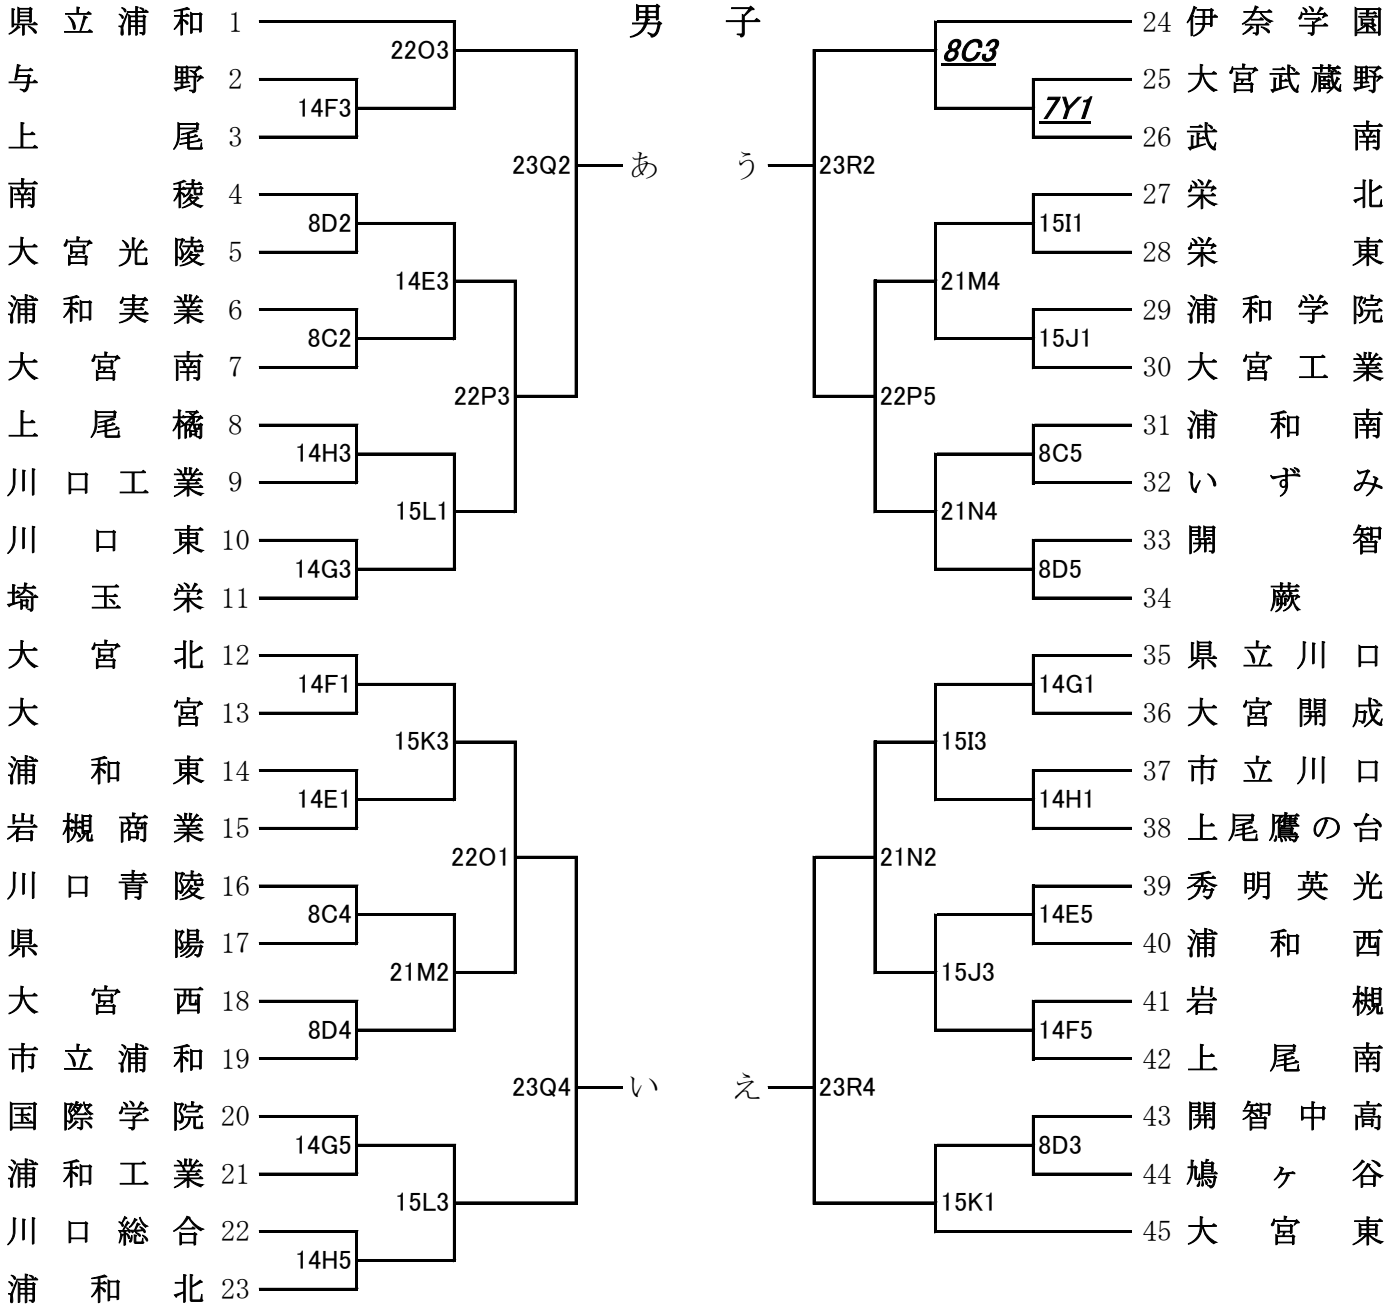 男 子
県立浦和 1
22O3
与野 2
14F3
上尾 3
23Q2
あ
南稜 4
8D2
大宮光陵 5
14E3
浦和実業 6
8C2
大宮南 7
22P3
上尾橘 8
14H3
川口工業 9
15L1
川口東 10
14G3
埼玉栄 11
大宮北 12
14F1
大宮 13
15K3
浦和東 14
14E1
岩槻商業 15
22O1
川口青陵 16
8C4
県陽 17
21M2
大宮西 18
8D4
市立浦和 19
23Q4
い
国際学院 20
14G5
浦和工業 21
15L3
川口総合 22
14H5
浦和北 23
24 伊奈学園
8C3
25 大宮武蔵野
7Y1
26 武南
う
23R2
27 栄北
15I1
28 栄東
21M4
29 浦和学院
15J1
30 大宮工業
22P5
31 浦和南
8C5
32 いずみ
21N4
33 開智
8D5
34 蕨
35 県立川口
14G1
36 大宮開成
15I3
37 市立川口
14H1
38 上尾鷹の台
21N2
39 秀明英光
14E5
40 浦和西
15J3
41 岩槻
14F5
42 上尾南
え
23R4
43 開智中高
8D3
44 鳩ヶ谷
15K1
45 大宮東